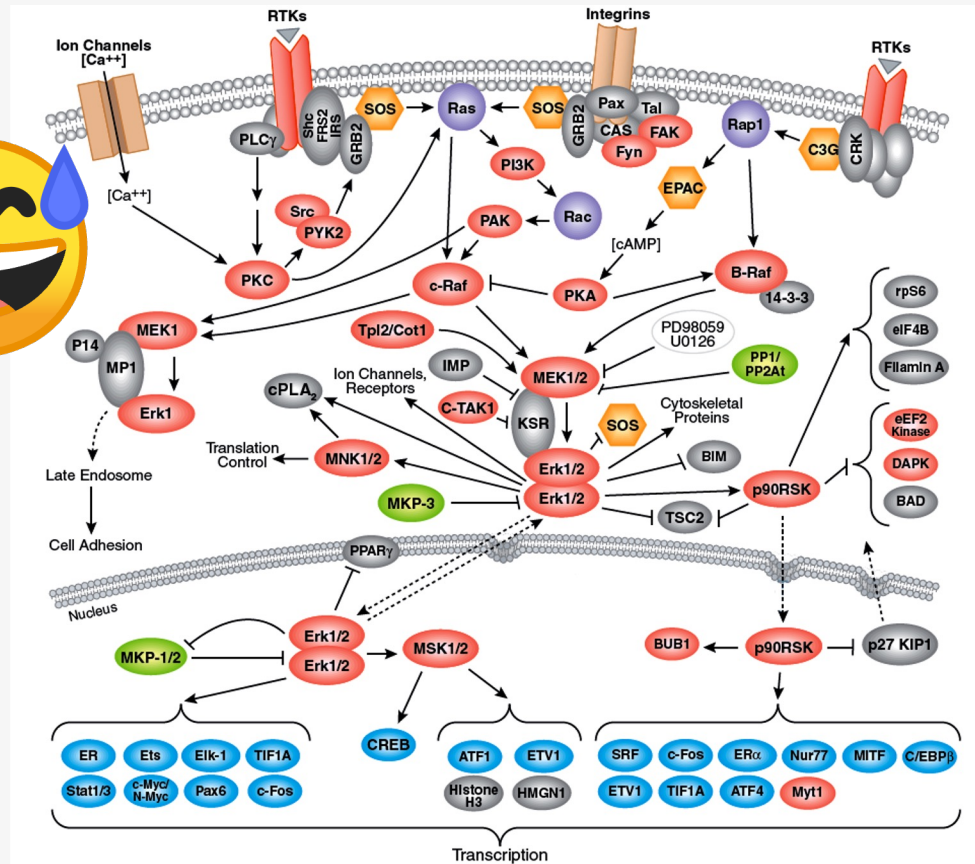 RTKs
Integrins
Ion Channels
[Ca++]
RTKs
SOS
Ras
SOS
Shc
FRS2
IRS
GRB2
PLCγ
GRB2
Pax
Tal
CAS
FAK
Fyn
Rap1
C3G
CRK
PI3K
EPAC
[Ca++]
Src
PYK2
PAK
Rac
[cAMP]
PKC
c-Raf
PKA
B-Raf
14-3-3
rpS6
eIF4B
Filamin A
MEK1
P14
MP1
Erk1
Tpl2/Cot1
PD98059
U0126
IMP
MEK1/2
PP1/
PP2At
Ion Channels,
Receptors
cPLA2
C-TAK1
KSR
SOS
Cytoskeletal
Proteins
eEF2
Kinase
DAPK
BAD
Translation
Control
MNK1/2
Erk1/2
Erk1/2
BIM
p90RSK
MKP-3
TSC2
Late Endosome
Cell Adhesion
PPARγ
Nucleus
Erk1/2
Erk1/2
MKP-1/2
MSK1/2
BUB1
p90RSK
p27 KIP1
ER
Ets
Elk-1
TIF1A
Stat1/3
c-Myc/
N-Myc
Pax6
c-Fos
CREB
ATF1
ETV1
Histone
H3
HMGN1
SRF
c-Fos
ERα
Nur77
MITF
C/EBPβ
ETV1
TIF1A
ATF4
Myt1
Transcription